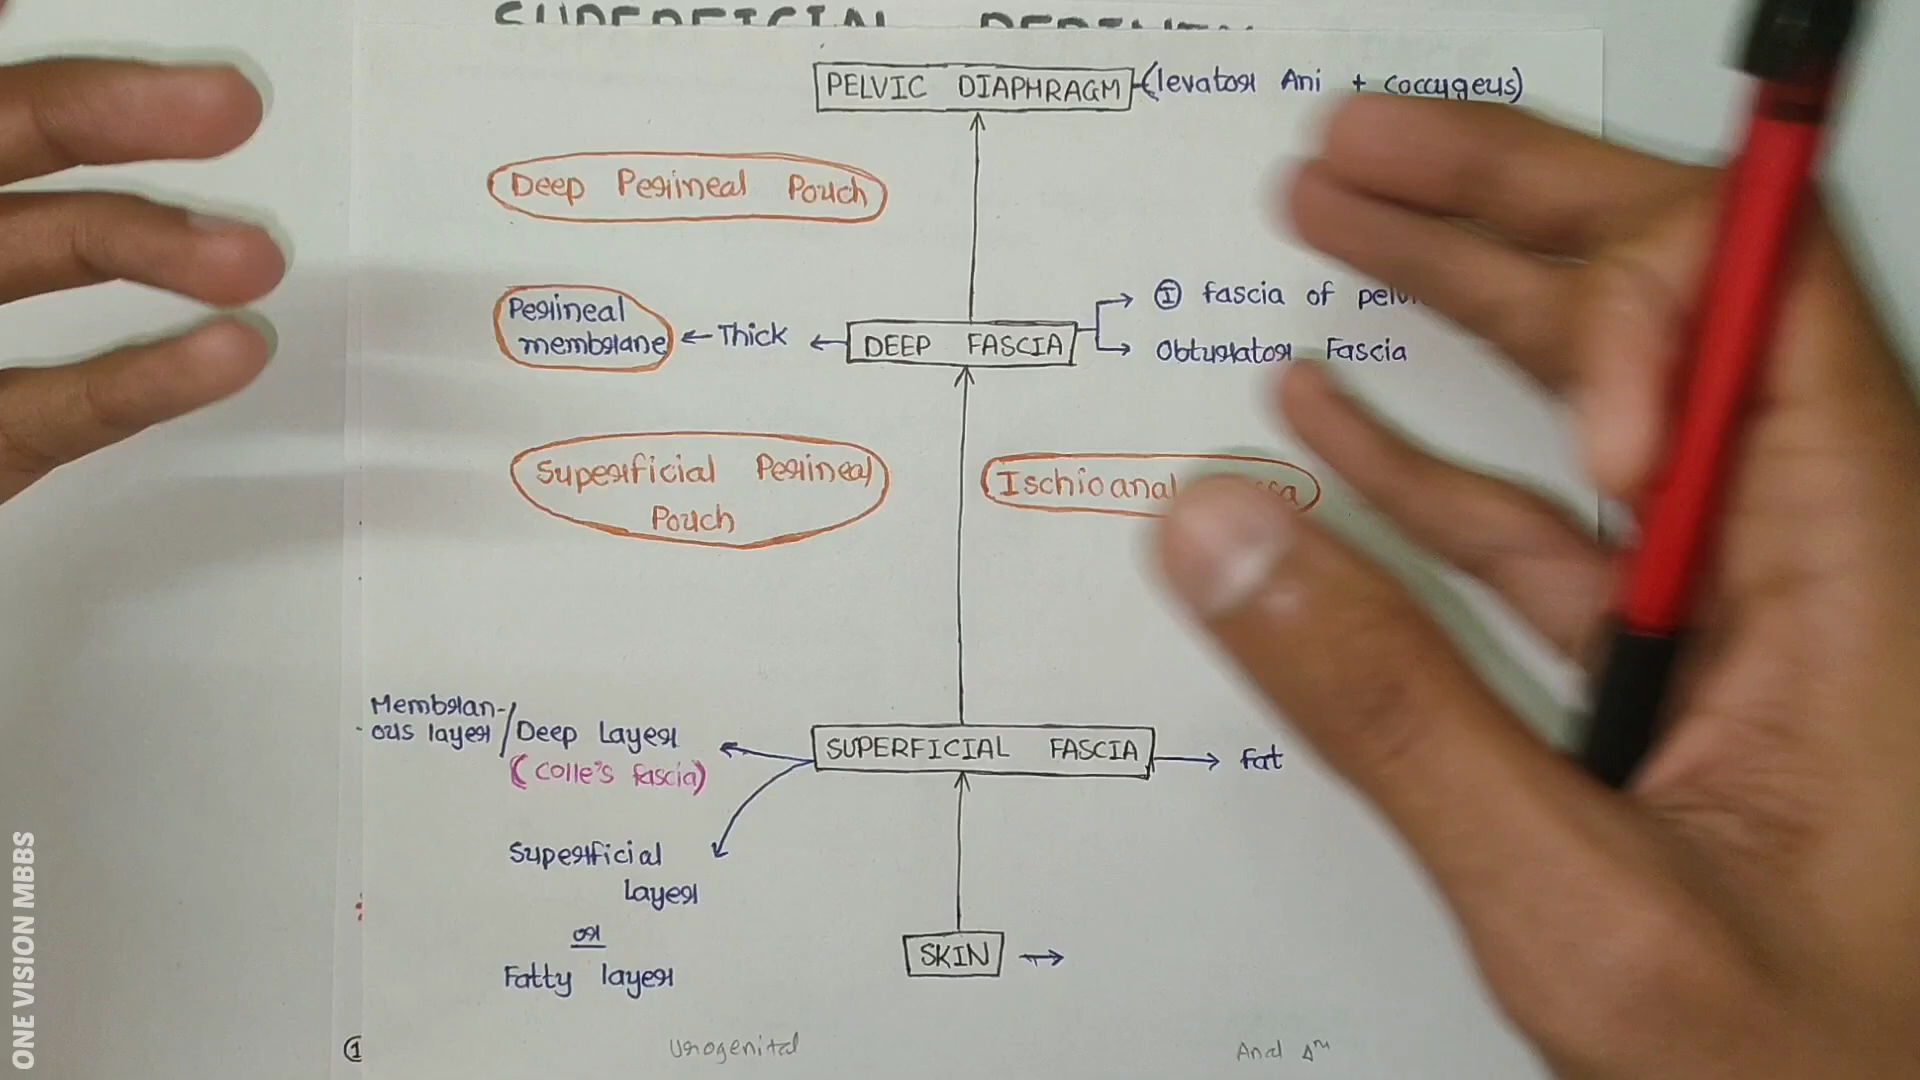 PELVIC DIAPHRAGM (levator Ani + coccygeus)
Deep Perineal Pouch
Perineal
membrane
Thick
DEEP FASCIA
I fascia of
Obturator Fascia
Superficial Perineal
Pouch
Ischioanal
Membran-
-ous layer / Deep Layer
(Colle's fascia)
SUPERFICIAL FASCIA
Fat
Superficial
Layer
or
Fatty layer
SKIN
1
Urogenital
Anal Δ
ONE VISION MBBS